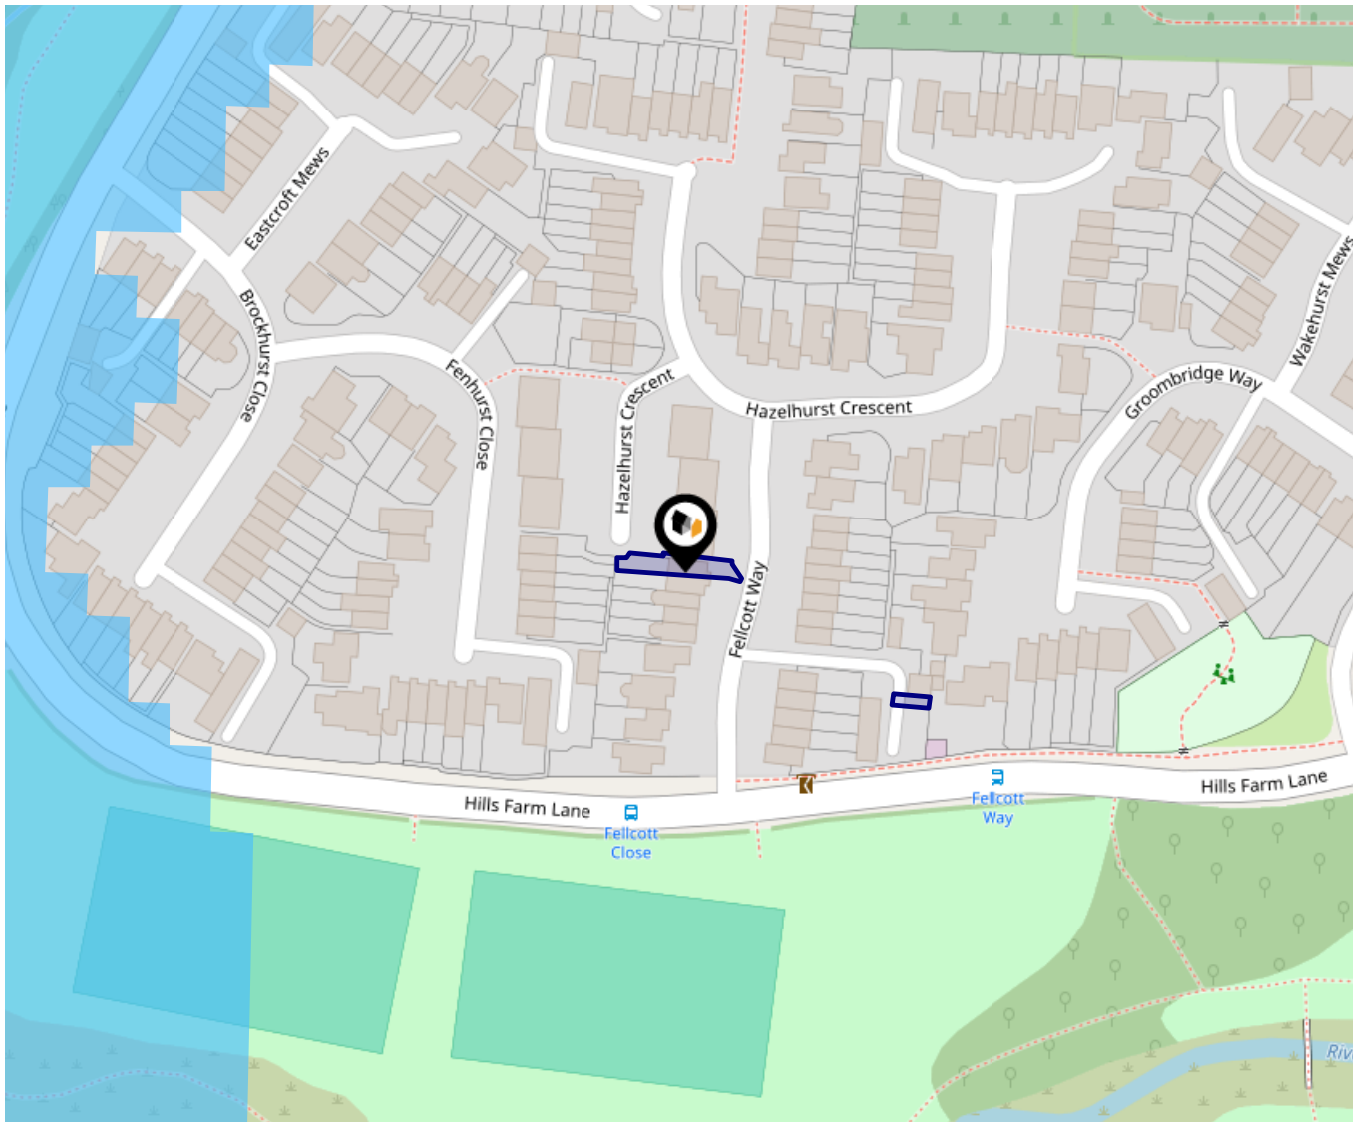 Eastcroft Mews
Brockhurst Close
Fenhurst Close
Hazelhurst Crescent
Hazelhurst Crescent
Groombridge Way
Wakehurst Mews
Fellcott Way
Hills Farm Lane
Fellcott
Close
Fellcott
Way
Hills Farm Lane